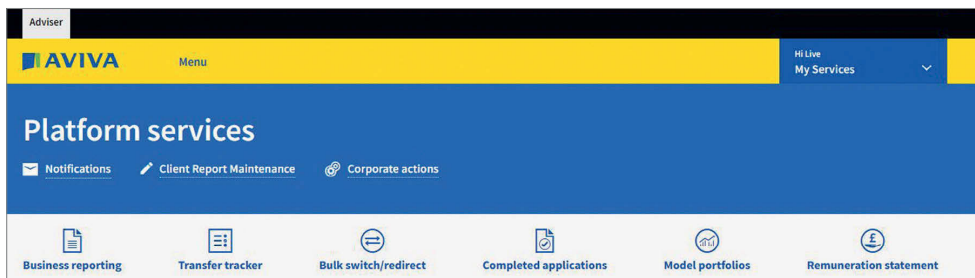 Adviser
AVIVA
Menu
Hi Live
My Services
Platform services
Notifications
Client Report Maintenance
Corporate actions
Business reporting
Transfer tracker
Bulk switch/redirect
Completed applications
Model portfolios
£
Remuneration statement